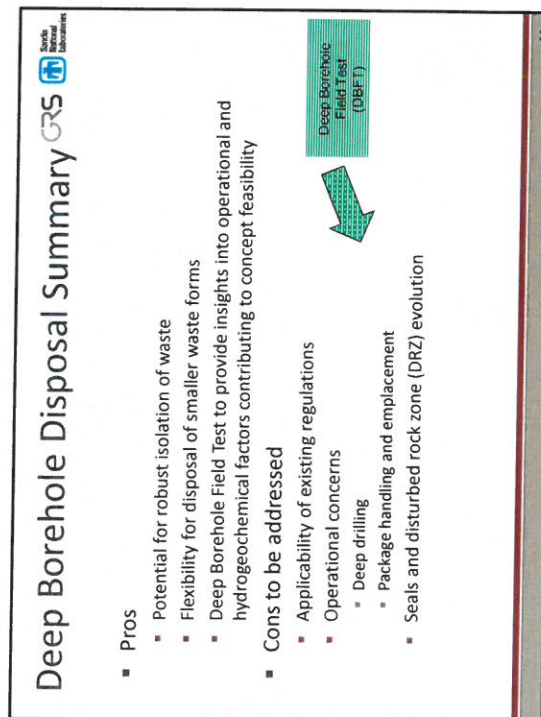 Deep Borehole Disposal Summary
GRS
Sandia
National
Laboratories
▪ Pros
▪ Potential for robust isolation of waste
▪ Flexibility for disposal of smaller waste forms
▪ Deep Borehole Field Test to provide insights into operational and
hydrogeochemical factors contributing to concept feasibility
▪ Cons to be addressed
▪ Applicability of existing regulations
▪ Operational concerns
▪ Deep drilling
▪ Package handling and emplacement
▪ Seals and disturbed rock zone (DRZ) evolution
Deep Borehole
Field Test
(DBFT)